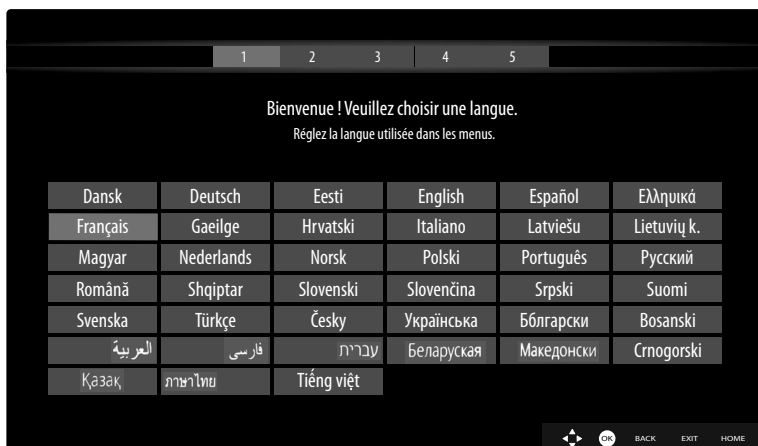 1 2 3 4 5
Bienvenue ! Veuillez choisir une langue.
Réglez la langue utilisée dans les menus.
Dansk Deutsch Eesti English Español Ελληυικά
Français Gaeilge Hrvatski Italiano Latviešu Lietuvių k.
Magyar Nederlands Norsk Polski Português Русский
Română Shqiptar Slovenski Slovenčina Srpski Suomi
Svenska Türkçe Česky Українська Бблгарски Bosanski
العربية فارسی עברית Беларуская Македонски Crnogorski
Қазақ ภาษาไทย Tiếng việt
OK BACK EXIT HOME